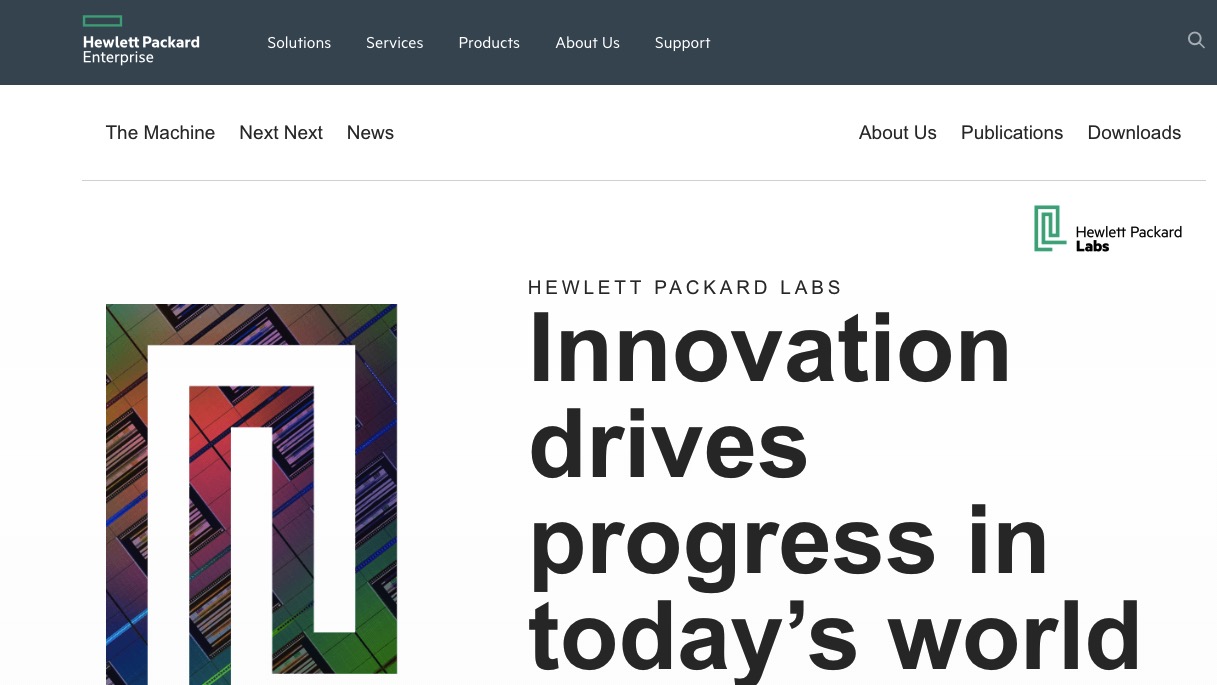 Hewlett Packard
Enterprise
Solutions Services Products About Us Support
The Machine Next Next News About Us Publications Downloads
Hewlett Packard
Labs
HEWLETT PACKARD LABS
Innovation
drives
progress in
today’s world